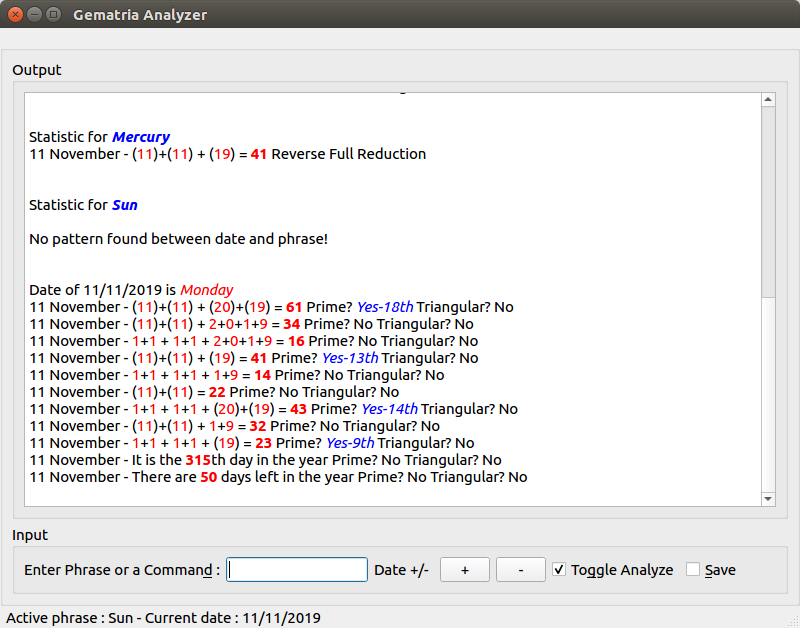 Gematria Analyzer
Output
Statistic for Mercury
11 November - (11)+(11) + (19) = 41 Reverse Full Reduction
Statistic for Sun
No pattern found between date and phrase!
Date of 11/11/2019 is Monday
11 November - (11)+(11) + (20)+(19) = 61 Prime? Yes-18th Triangular? No
11 November - (11)+(11) + 2+0+1+9 = 34 Prime? No Triangular? No
11 November - 1+1 + 1+1 + 2+0+1+9 = 16 Prime? No Triangular? No
11 November - (11)+(11) + (19) = 41 Prime? Yes-13th Triangular? No
11 November - 1+1 + 1+1 + 1+9 = 14 Prime? No Triangular? No
11 November - (11)+(11) = 22 Prime? No Triangular? No
11 November - 1+1 + 1+1 + (20)+(19) = 43 Prime? Yes-14th Triangular? No
11 November - (11)+(11) + 1+9 = 32 Prime? No Triangular? No
11 November - 1+1 + 1+1 + (19) = 23 Prime? Yes-9th Triangular? No
11 November - It is the 315th day in the year Prime? No Triangular? No
11 November - There are 50 days left in the year Prime? No Triangular? No
Input
Enter Phrase or a Command : Date +/- + - Toggle Analyze Save
Active phrase : Sun - Current date : 11/11/2019